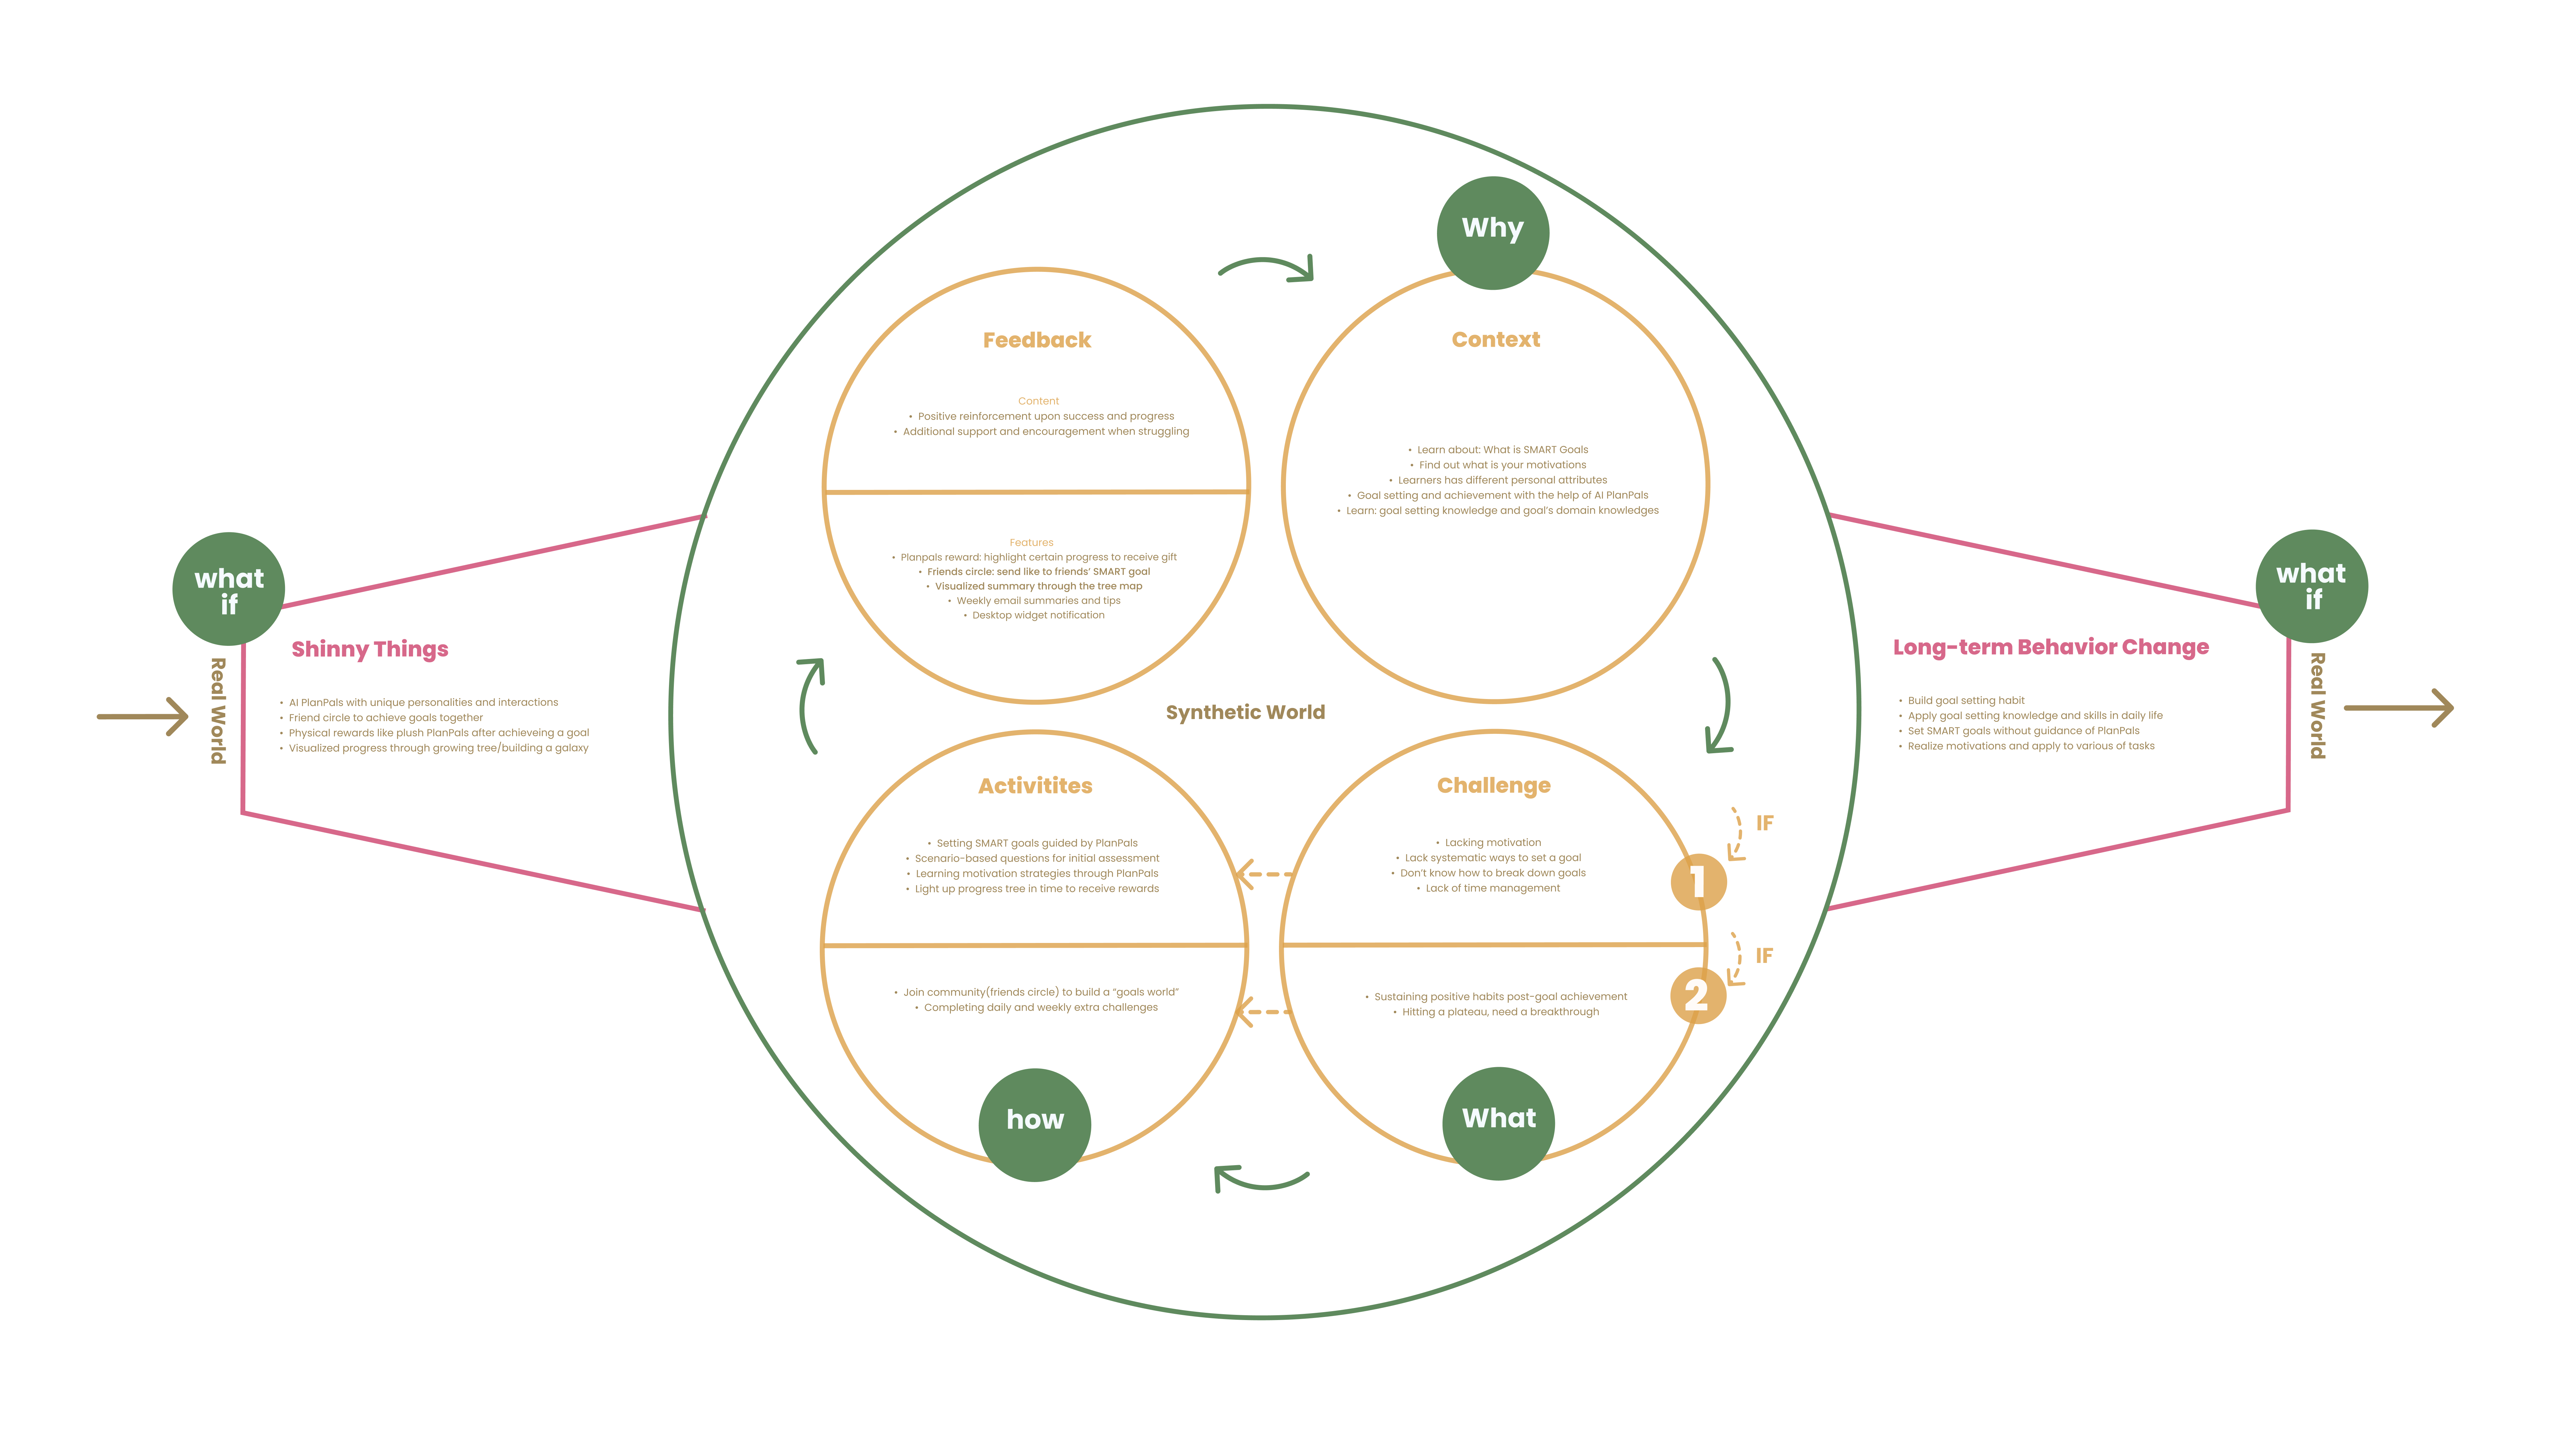 what
if
Real World
Shinny Things
• AI PlanPals with unique personalities and interactions
• Friend circle to achieve goals together
• Physical rewards like plush PlanPals after achieveing a goal
• Visualized progress through growing tree/building a galaxy
Feedback
Content
• Positive reinforcement upon success and progress
• Additional support and encouragement when struggling
Features
• Planpals reward: highlight certain progress to receive gift
• Friends circle: send like to friends' SMART goal
• Visualized summary through the tree map
• Weekly email summaries and tips
• Desktop widget notification
Why
Context
• Learn about: What is SMART Goals
• Find out what is your motivations
• Learners has different personal attributes
• Goal setting and achievement with the help of AI PlanPals
• Learn: goal setting knowledge and goal's domain knowledges
Synthetic World
Activitites
• Setting SMART goals guided by PlanPals
• Scenario-based questions for initial assessment
• Learning motivation strategies through PlanPals
• Light up progress tree in time to receive rewards
• Join community(friends circle) to build a “goals world”
• Completing daily and weekly extra challenges
how
Challenge
• Lacking motivation
• Lack systematic ways to set a goal
• Don't know how to break down goals
• Lack of time management
IF
1
• Sustaining positive habits post-goal achievement
• Hitting a plateau, need a breakthrough
IF
2
What
what
if
Long-term Behavior Change
• Build goal setting habit
• Apply goal setting knowledge and skills in daily life
• Set SMART goals without guidance of PlanPals
• Realize motivations and apply to various of tasks
Real World